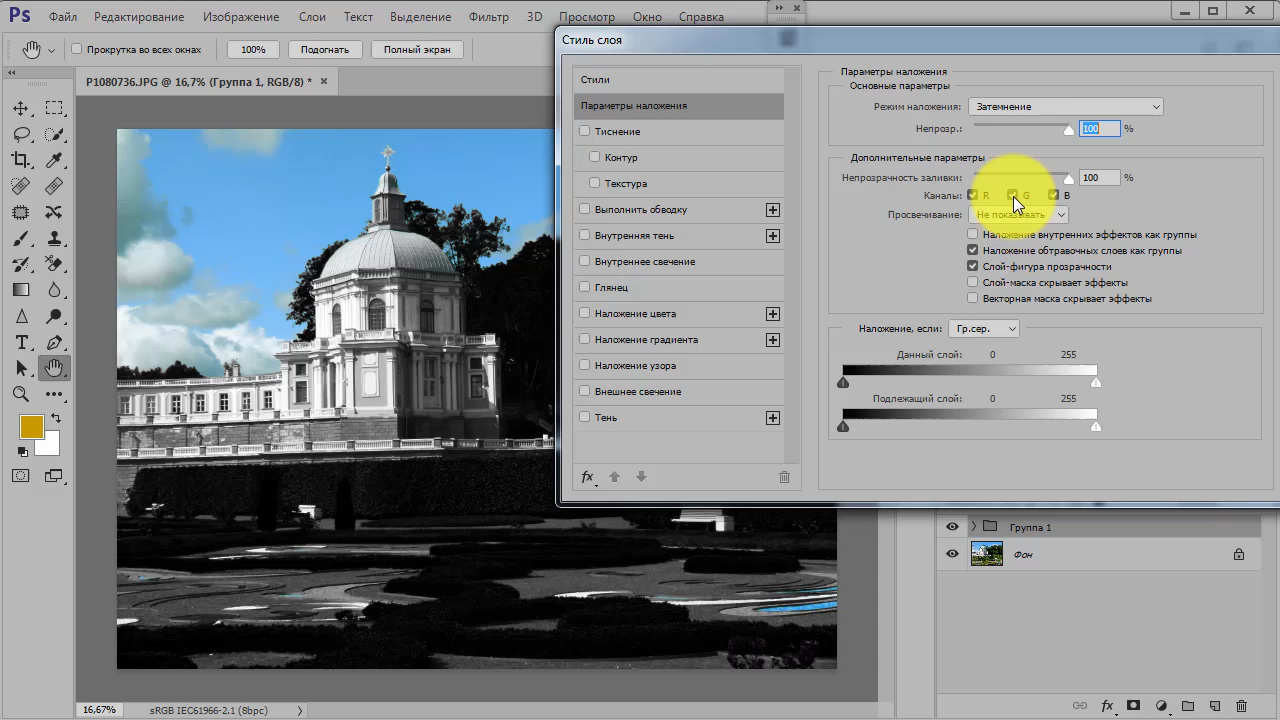 Ps Файл Редактирование Изображение Слои Текст Выделение Фильтр 3D Просмотр Окно Справка
Прокрутка во всех окнах 100% Подогнать Полный экран
P1080736.JPG @ 16,7% (Группа 1, RGB/8) *
Стиль слоя
Стили
Параметры наложения
Тиснение
Контур
Текстура
Выполнить обводку
Внутренняя тень
Внутреннее свечение
Глянец
Наложение цвета
Наложение градиента
Наложение узора
Внешнее свечение
Тень
fx
Параметры наложения
Основные параметры
Режим наложения: Затемнение
Непрозр.: 100 %
Дополнительные параметры
Непрозрачность заливки: 100 %
Каналы: R G B
Просвечивание: Не показывать
Наложение внутренних эффектов как группы
Наложение обтравочных слоев как группы
Слой-фигура прозрачности
Слой-маска скрывает эффекты
Векторная маска скрывает эффекты
Наложение, если: Гр.сер.
Данный слой: 0 255
Подлежащий слой: 0 255
Группа 1
Фон
fx
16,67% sRGB IEC61966-2.1 (8bpc)